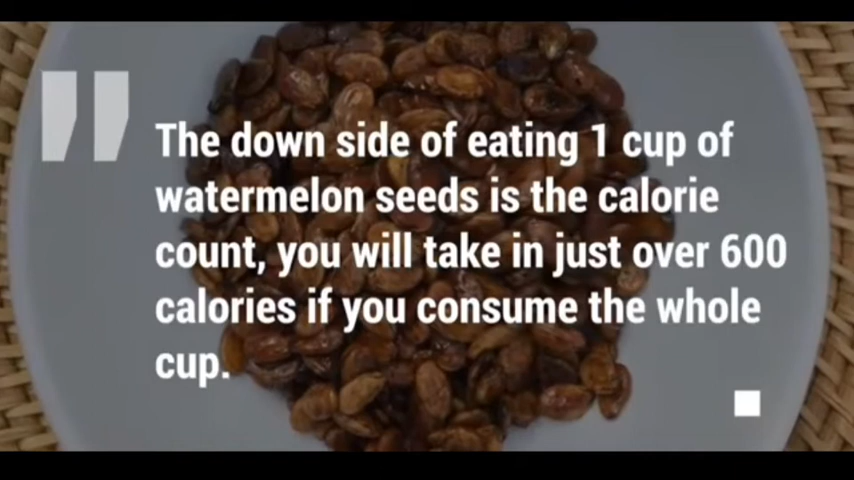 The down side of eating 1 cup of
watermelon seeds is the calorie
count, you will take in just over 600
calories if you consume the whole
cup.